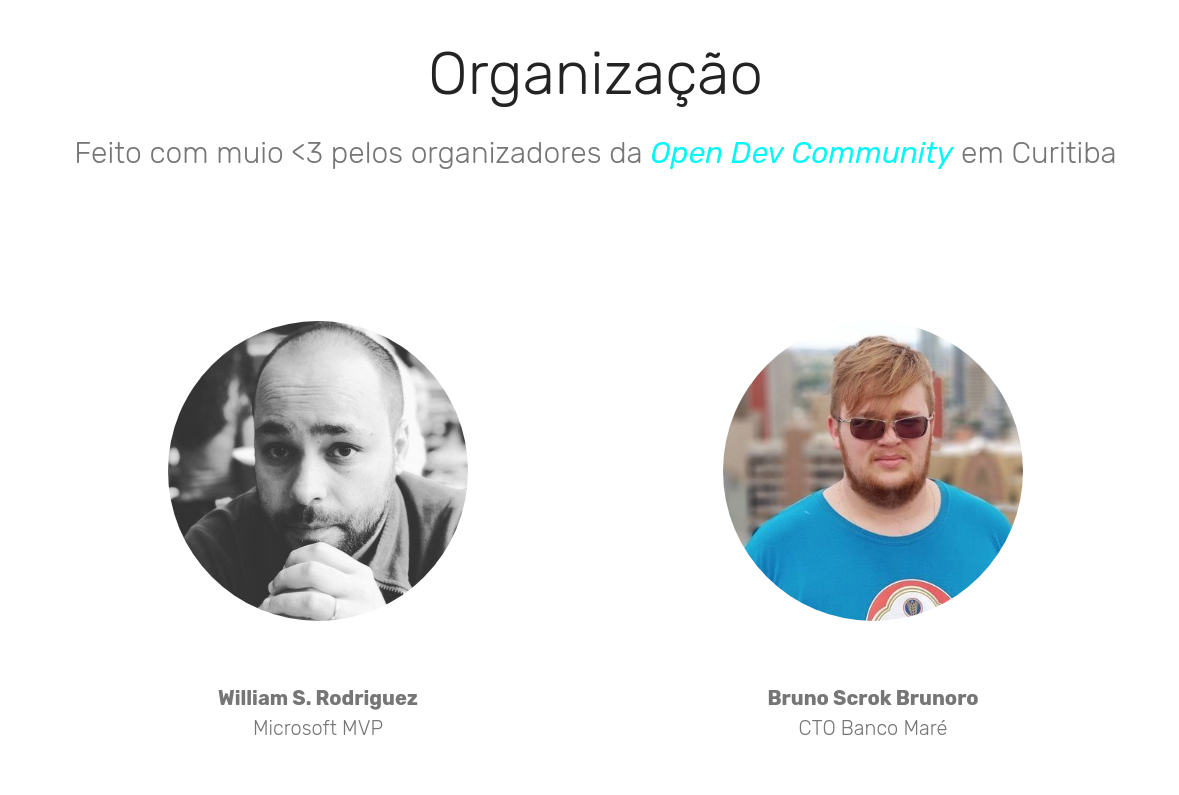 Organização
Feito com muio <3 pelos organizadores da Open Dev Community em Curitiba
William S. Rodriguez
Microsoft MVP
Bruno Scrok Brunoro
CTO Banco Maré